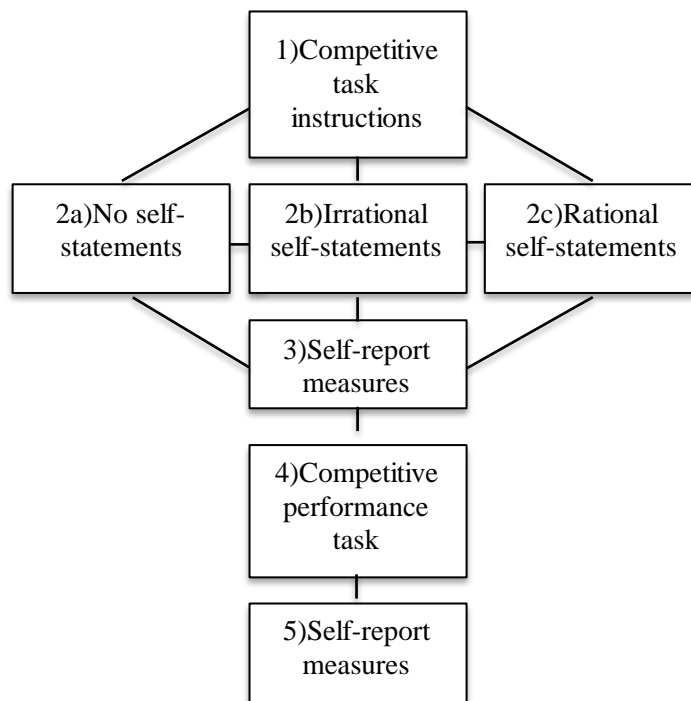 1)Competitive
task
instructions
2a)No self-
statements
2b)Irrational
self-statements
2c)Rational
self-statements
3)Self-report
measures
4)Competitive
performance
task
5)Self-report
measures